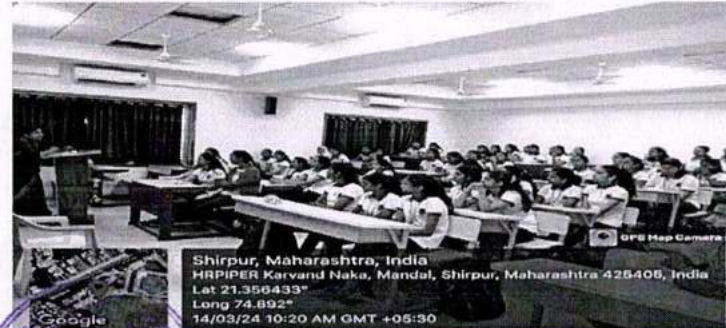 GPS Map Camera
Shirpur, Maharashtra, India
HRPIPER Karvand Naka, Mandal, Shirpur, Maharashtra 425405, India
Lat 21.356433°
Long 74.892°
14/03/24 10:20 AM GMT +05:30
Google